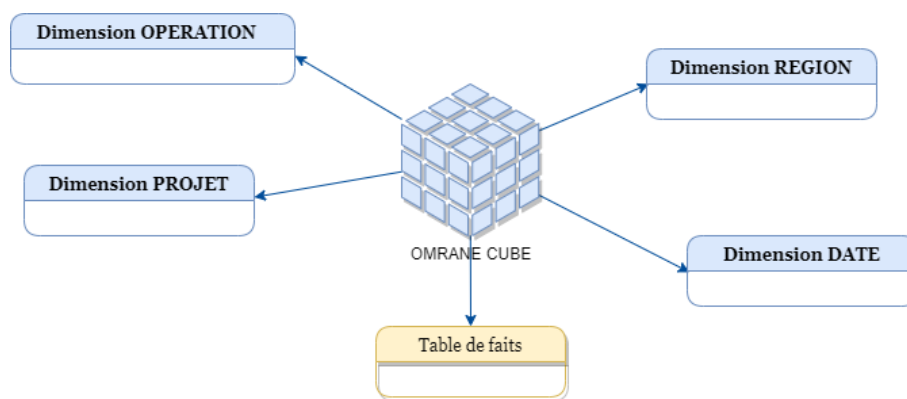 Dimension OPERATION
Dimension REGION
Dimension PROJET
OMRANE CUBE
Dimension DATE
Table de faits